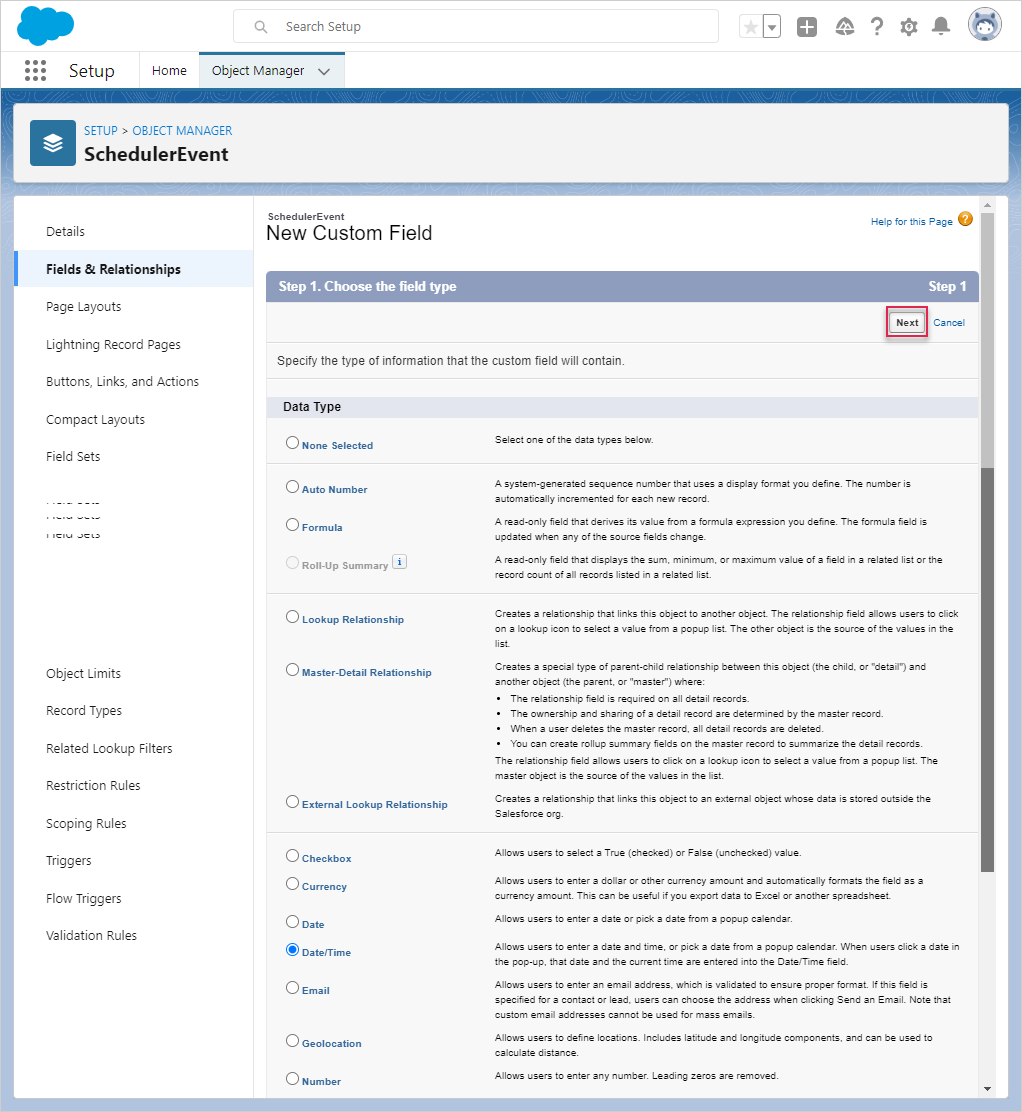 Search Setup
Setup
Home
Object Manager
SETUP > OBJECT MANAGER
SchedulerEvent
Details
Fields & Relationships
Page Layouts
Lightning Record Pages
Buttons, Links, and Actions
Compact Layouts
Field Sets
Field Sets
Field Sets
Field Sets
Object Limits
Record Types
Related Lookup Filters
Restriction Rules
Scoping Rules
Triggers
Flow Triggers
Validation Rules
SchedulerEvent
New Custom Field
Help for this Page ?
Step 1. Choose the field type
Step 1
Next
Cancel
Specify the type of information that the custom field will contain.
Data Type
None Selected
Select one of the data types below.
Auto Number
A system-generated sequence number that uses a display format you define. The number is
automatically incremented for each new record.
Formula
A read-only field that derives its value from a formula expression you define. The formula field is
updated when any of the source fields change.
Roll-Up Summary i
A read-only field that displays the sum, minimum, or maximum value of a field in a related list or the
record count of all records listed in a related list.
Lookup Relationship
Creates a relationship that links this object to another object. The relationship field allows users to click
on a lookup icon to select a value from a popup list. The other object is the source of the values in the
list.
Master-Detail Relationship
Creates a special type of parent-child relationship between this object (the child, or "detail") and
another object (the parent, or "master") where:
• The relationship field is required on all detail records.
• The ownership and sharing of a detail record are determined by the master record.
• When a user deletes the master record, all detail records are deleted.
• You can create rollup summary fields on the master record to summarize the detail records.
The relationship field allows users to click on a lookup icon to select a value from a popup list. The
master object is the source of the values in the list.
External Lookup Relationship
Creates a relationship that links this object to an external object whose data is stored outside the
Salesforce org.
Checkbox
Allows users to select a True (checked) or False (unchecked) value.
Currency
Allows users to enter a dollar or other currency amount and automatically formats the field as a
currency amount. This can be useful if you export data to Excel or another spreadsheet.
Date
Allows users to enter a date or pick a date from a popup calendar.
Date/Time
Allows users to enter a date and time, or pick a date from a popup calendar. When users click a date in
the pop-up, that date and the current time are entered into the Date/Time field.
Email
Allows users to enter an email address, which is validated to ensure proper format. If this field is
specified for a contact or lead, users can choose the address when clicking Send an Email. Note that
custom email addresses cannot be used for mass emails.
Geolocation
Allows users to define locations. Includes latitude and longitude components, and can be used to
calculate distance.
Number
Allows users to enter any number. Leading zeros are removed.